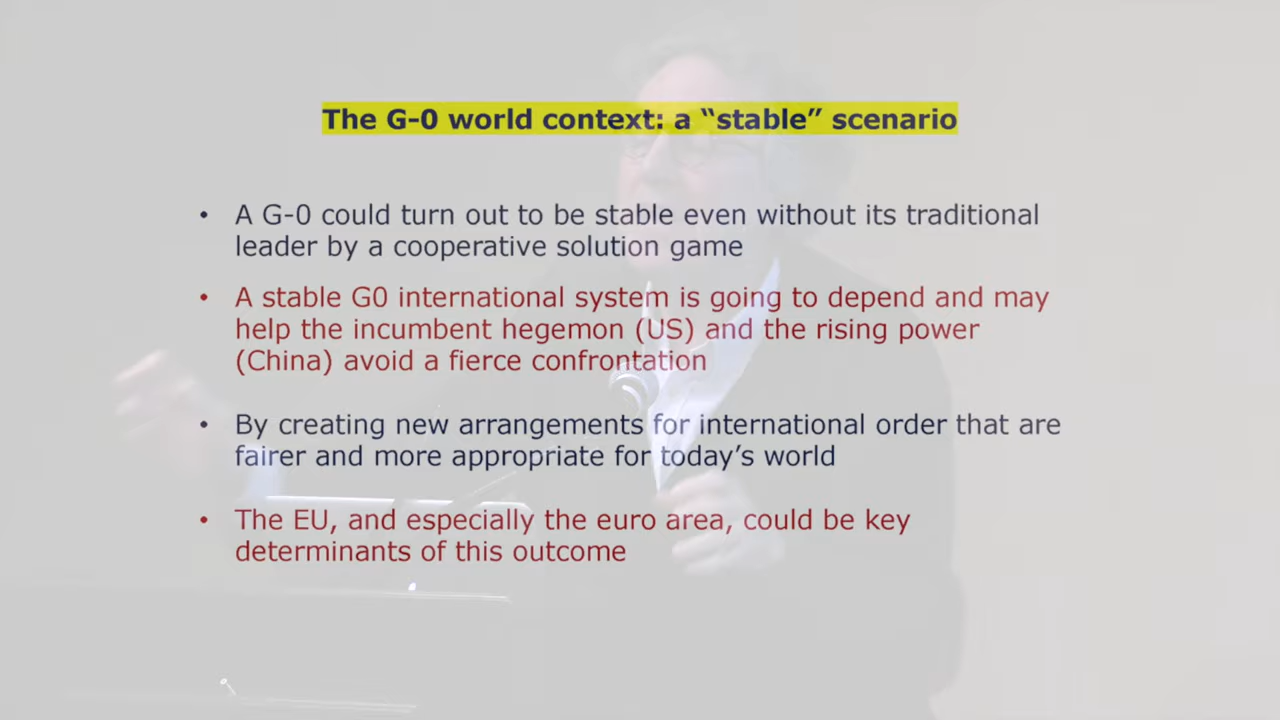 The G-0 world context: a “stable” scenario
• A G-0 could turn out to be stable even without its traditional
leader by a cooperative solution game
• A stable G0 international system is going to depend and may
help the incumbent hegemon (US) and the rising power
(China) avoid a fierce confrontation
• By creating new arrangements for international order that are
fairer and more appropriate for today’s world
• The EU, and especially the euro area, could be key
determinants of this outcome